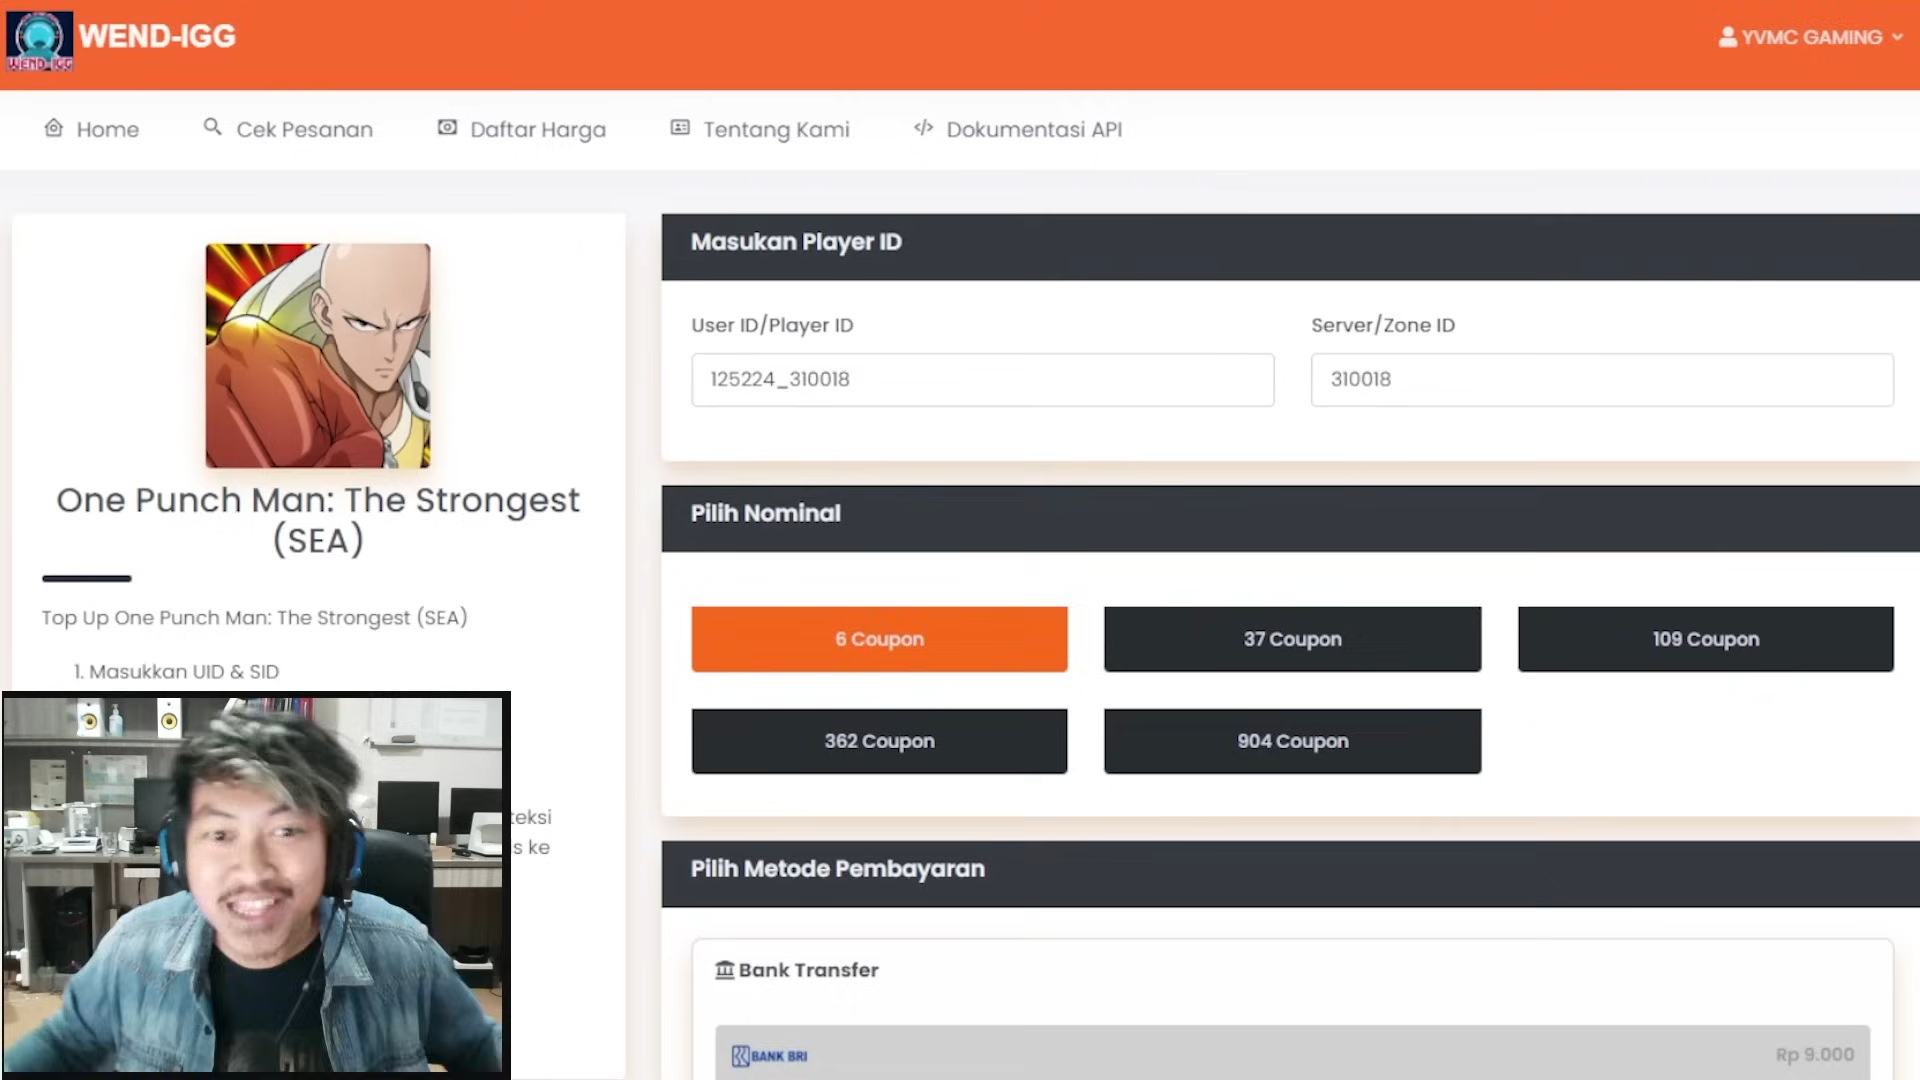 WEND-IGG
WEND-IGG
YVMC GAMING
Home
Cek Pesanan
Daftar Harga
Tentang Kami
Dokumentasi API
One Punch Man: The Strongest
(SEA)
Top Up One Punch Man: The Strongest (SEA)
1. Masukkan UID & SID
teksi
s ke
Masukan Player ID
User ID/Player ID
Server/Zone ID
125224_310018
310018
Pilih Nominal
6 Coupon
37 Coupon
109 Coupon
362 Coupon
904 Coupon
Pilih Metode Pembayaran
Bank Transfer
BANK BRI
Rp 9.000